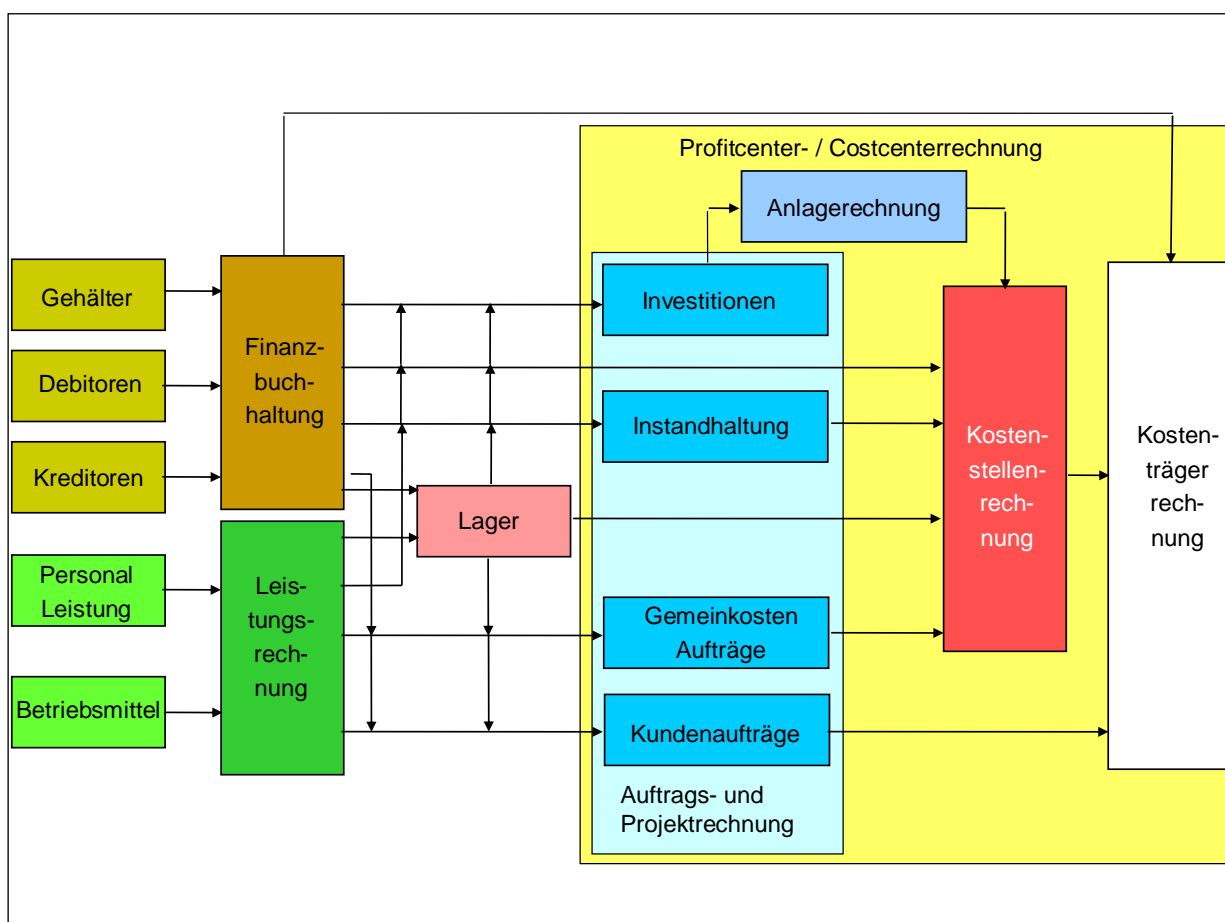 Profitcenter- / Costcenterrechnung
Anlagerechnung
Gehälter
Debitoren
Kreditoren
Personal
Leistung
Betriebsmittel
Finanz-
buch-
haltung
Leis-
tungs-
rech-
nung
Lager
Investitionen
Instandhaltung
Gemeinkosten
Aufträge
Kundenaufträge
Auftrags- und
Projektrechnung
Kosten-
stellen-
rech-
nung
Kosten-
träger
rech-
nung